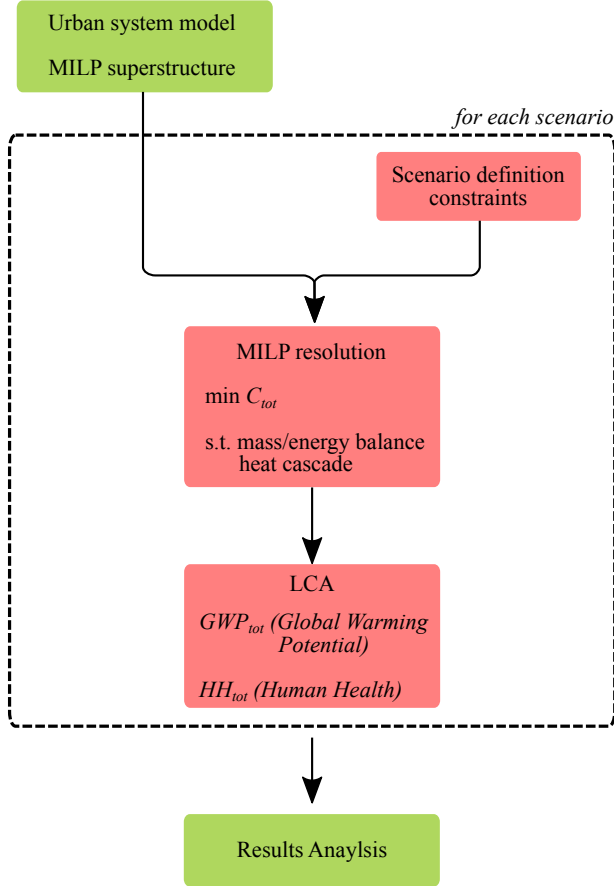 Urban system model
MILP superstructure
for each scenario
Scenario definition
constraints
MILP resolution
min C_tot
s.t. mass/energy balance
heat cascade
LCA
GWP_tot (Global Warming
Potential)
HH_tot (Human Health)
Results Anaylsis